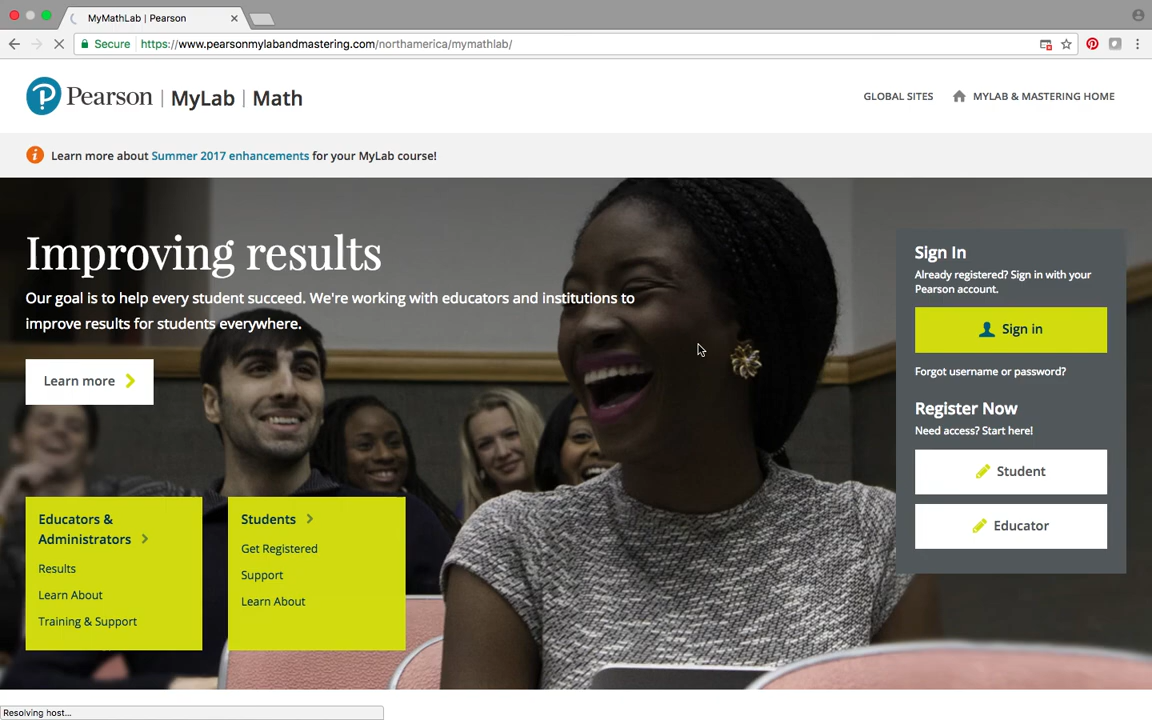 MyMathLab | Pearson
Secure
https://www.pearsonmylabandmastering.com/northamerica/mymathlab/
Pearson | MyLab | Math
GLOBAL SITES
MYLAB & MASTERING HOME
i
Learn more about Summer 2017 enhancements for your MyLab course!
Improving results
Our goal is to help every student succeed. We're working with educators and institutions to
improve results for students everywhere.
Learn more
Educators &
Administrators
Results
Learn About
Training & Support
Students
Get Registered
Support
Learn About
Sign In
Already registered? Sign in with your
Pearson account.
Sign in
Forgot username or password?
Register Now
Need access? Start here!
Student
Educator
Resolving host...